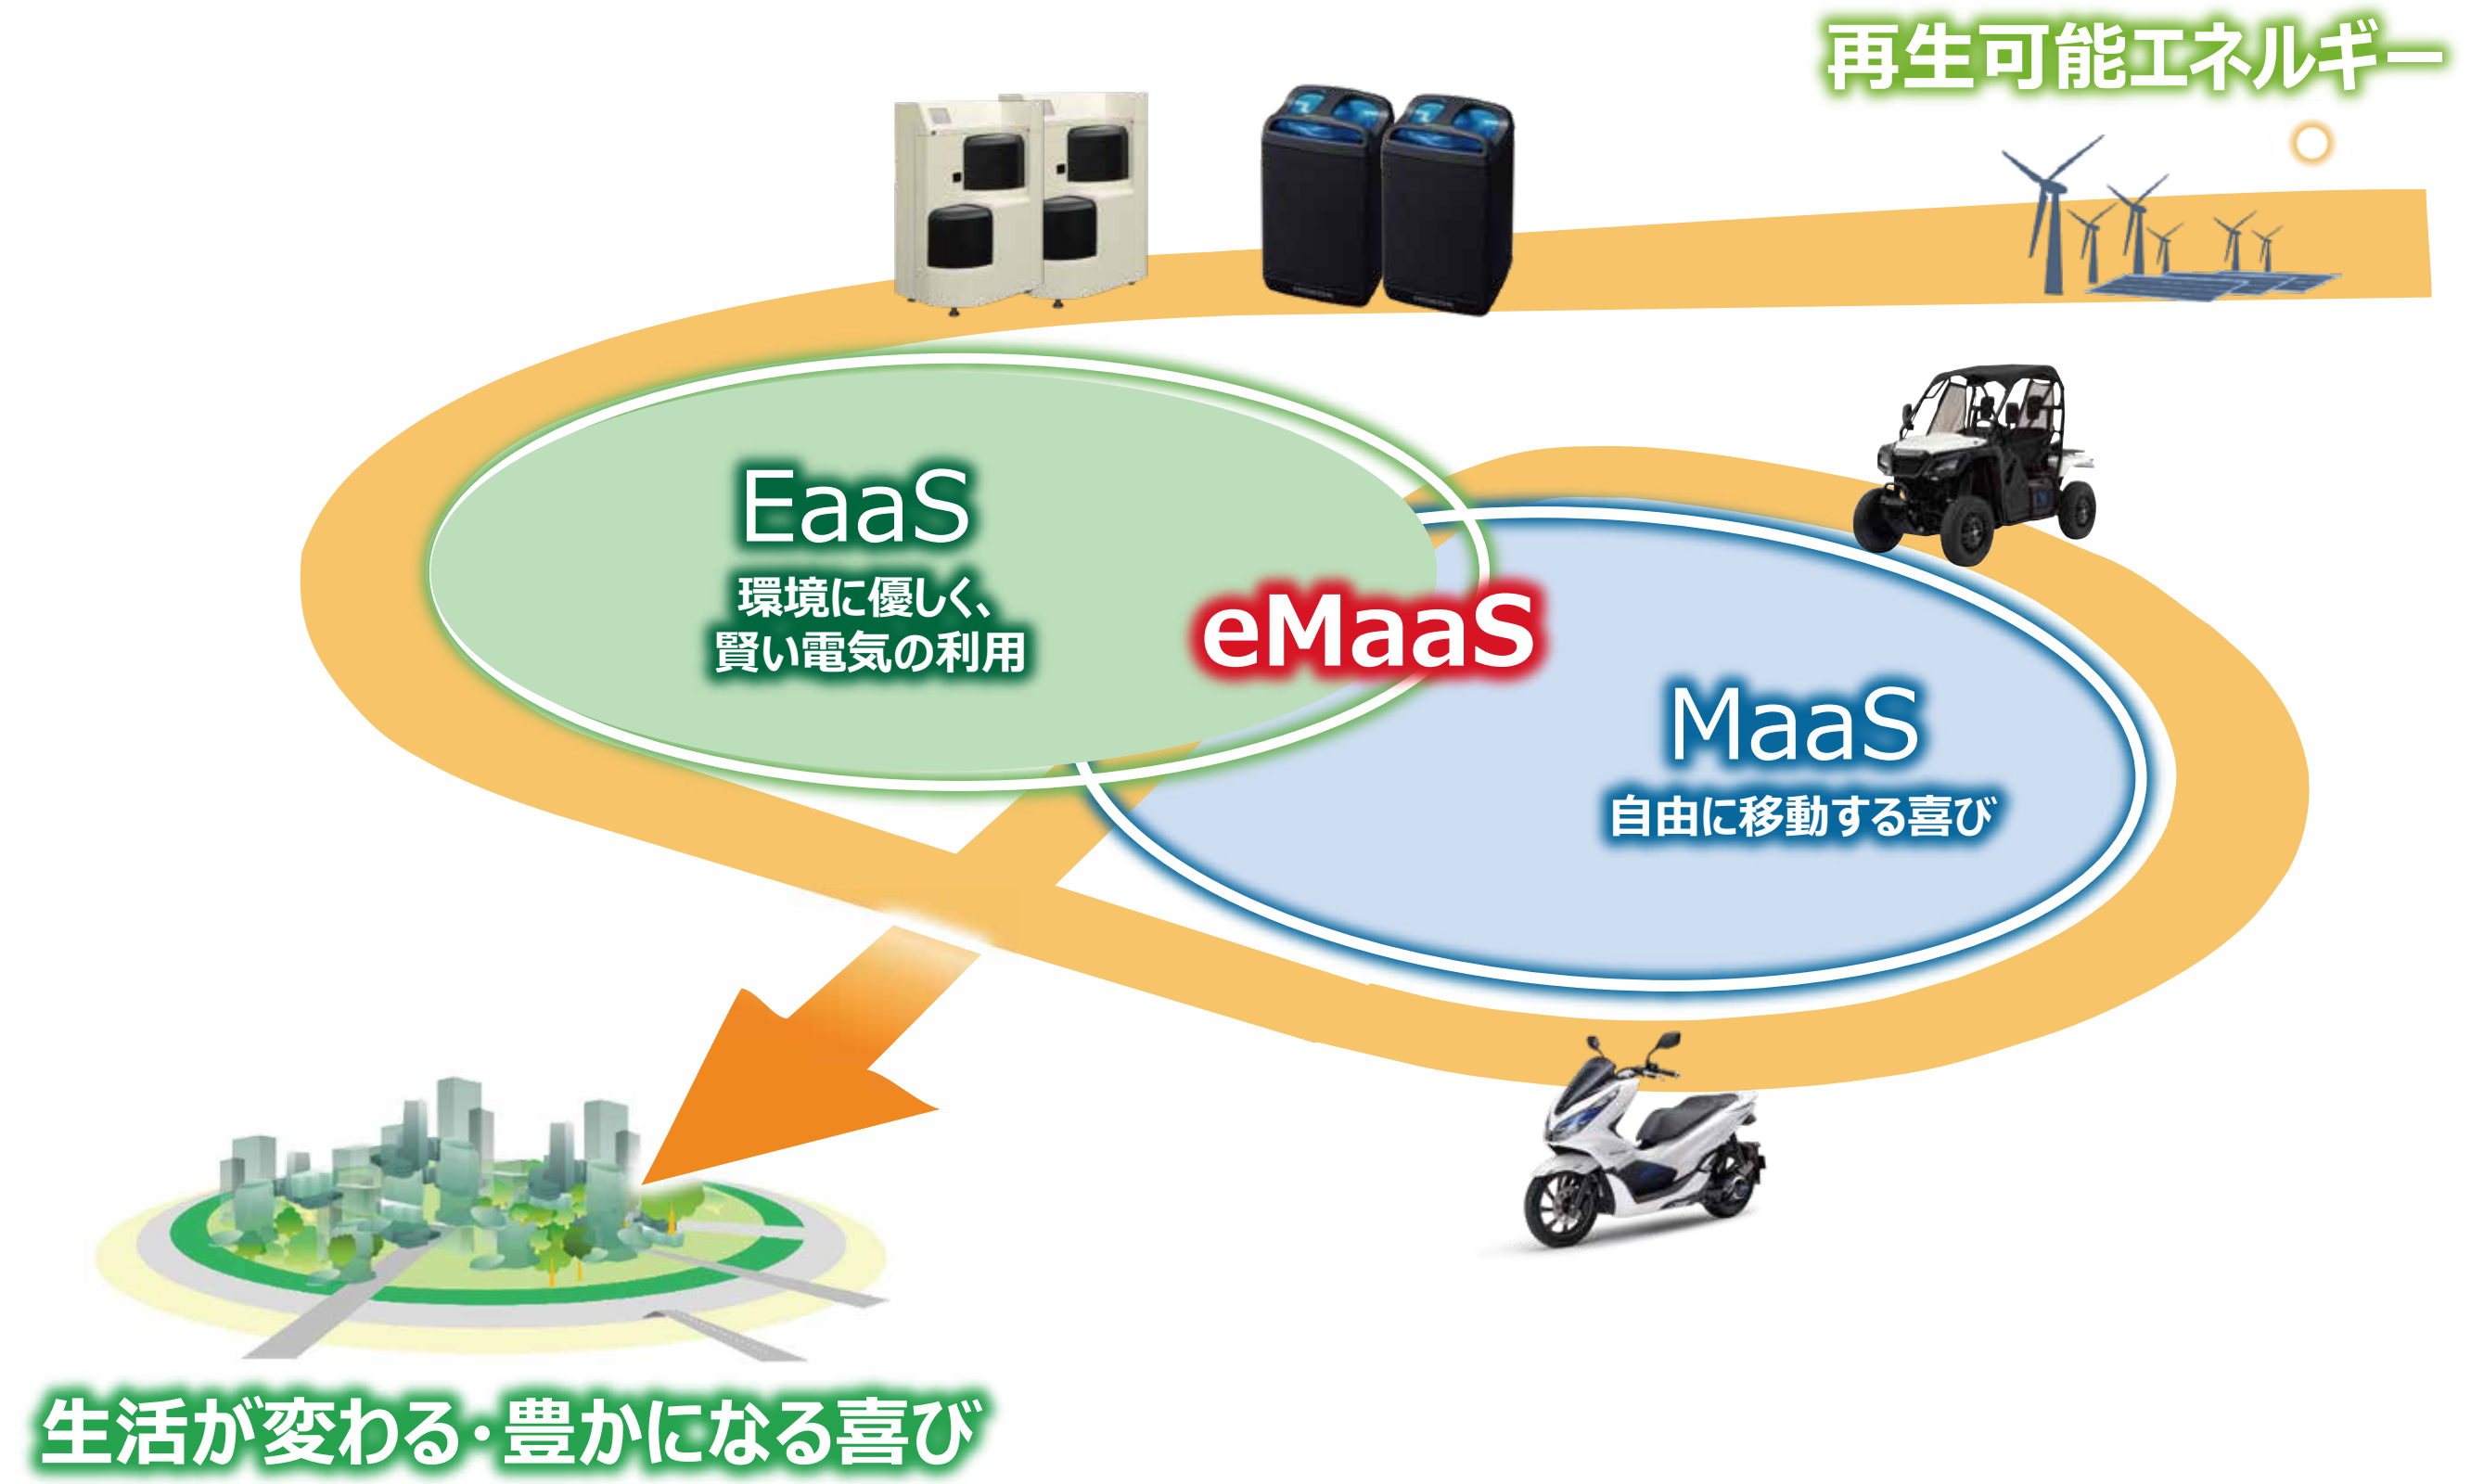 再生可能エネルギー
EaaS
環境に優しく、
賢い電気の利用
eMaaS
MaaS
自由に移動する喜び
生活が変わる・豊かになる喜び